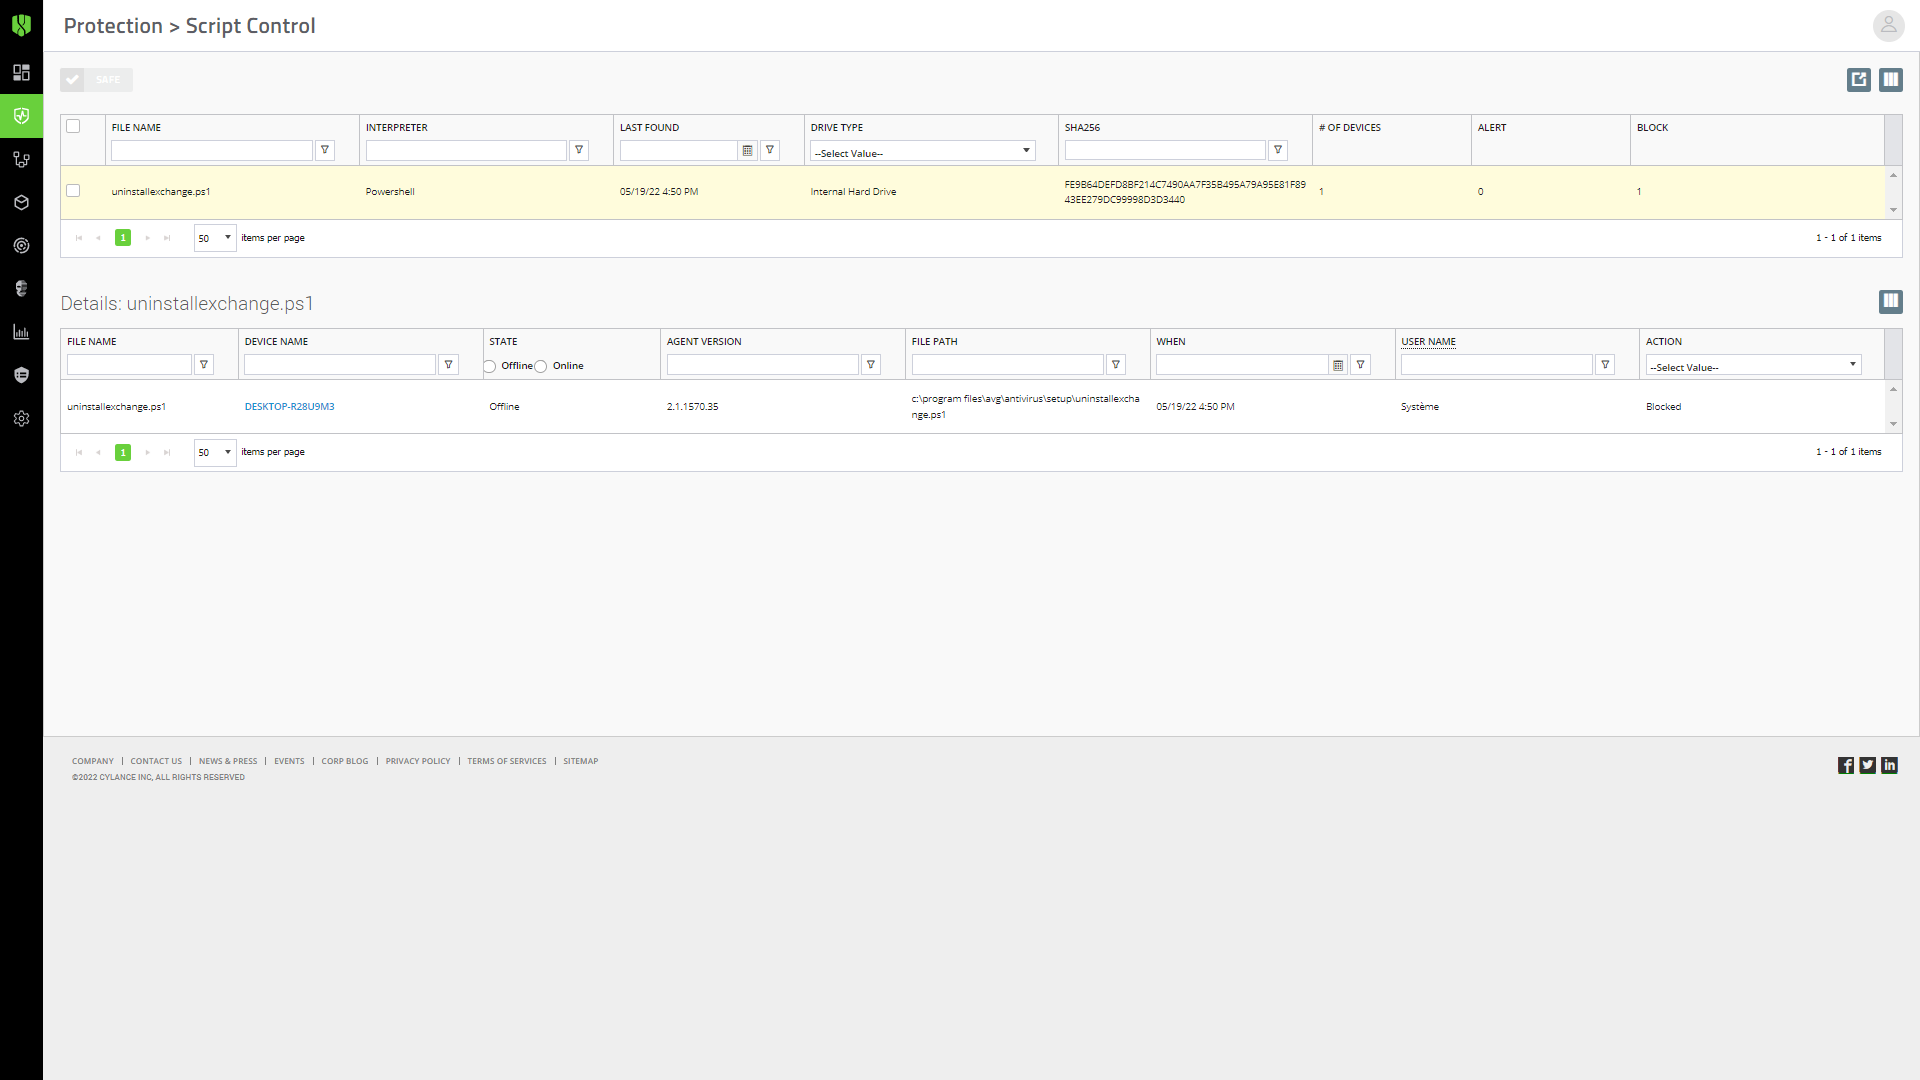 Protection > Script Control
SAFE
FILE NAME INTERPRETER LAST FOUND DRIVE TYPE SHA256 # OF DEVICES ALERT BLOCK
--Select Value--
uninstallexchange.ps1 Powershell 05/19/22 4:50 PM Internal Hard Drive FE9B64DEFD8BF214C7490AA7F35B495A79A95E81F89 1 0 1
43EE279DC99998D3D3440
1 50 items per page 1 - 1 of 1 items
Details: uninstallexchange.ps1
FILE NAME DEVICE NAME STATE AGENT VERSION FILE PATH WHEN USER NAME ACTION
Offline Online --Select Value--
uninstallexchange.ps1 DESKTOP-R28U9M3 Offline 2.1.1570.35 c:\program files\avg\antivirus\setup\uninstallexcha 05/19/22 4:50 PM Système Blocked
nge.ps1
1 50 items per page 1 - 1 of 1 items
COMPANY | CONTACT US | NEWS & PRESS | EVENTS | CORP BLOG | PRIVACY POLICY | TERMS OF SERVICES | SITEMAP
©2022 CYLANCE INC, ALL RIGHTS RESERVED